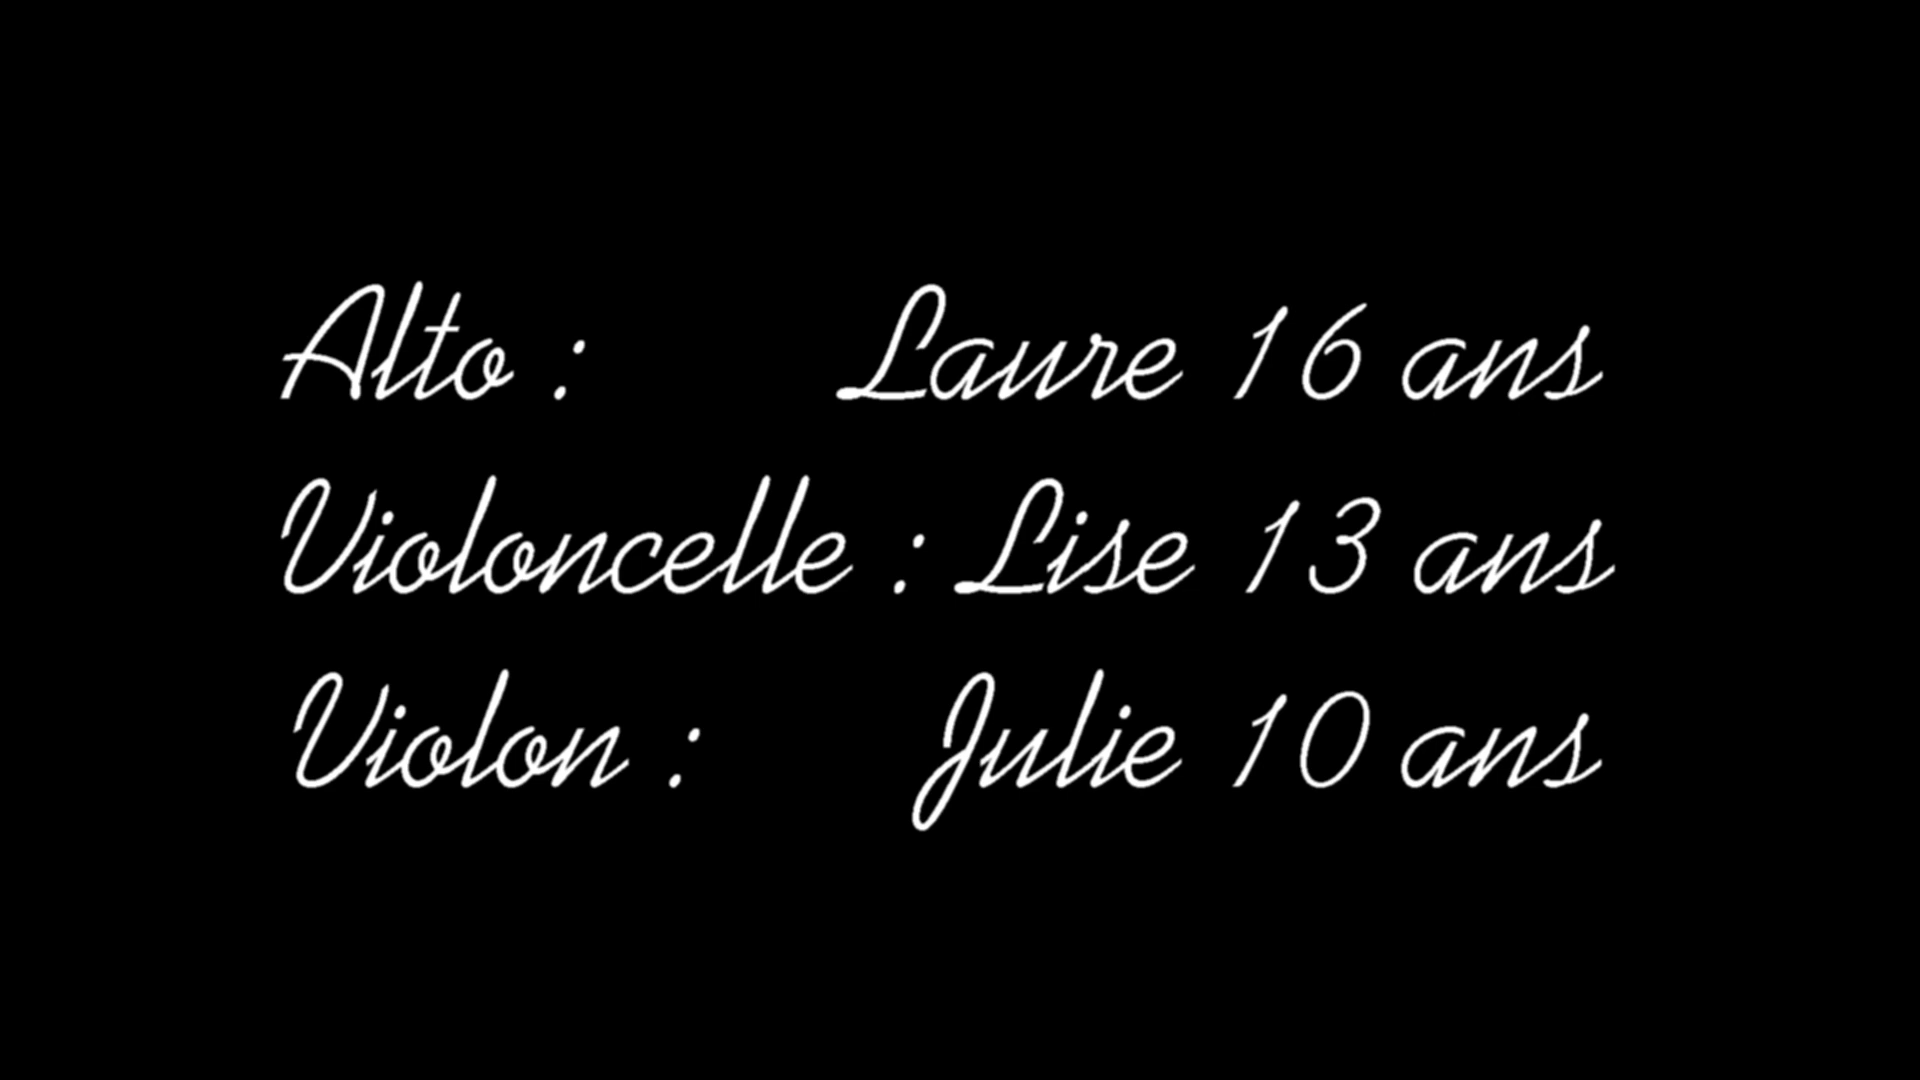 Alto : Laure 16 ans
Violoncelle : Lise 13 ans
Violon : Julie 10 ans